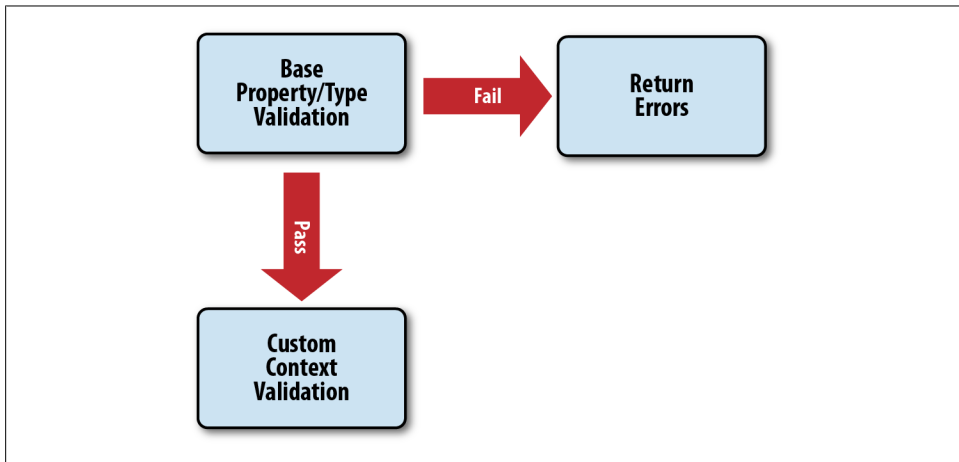 Base
Property/Type
Validation
Fail
Return
Errors
Pass
Custom
Context
Validation